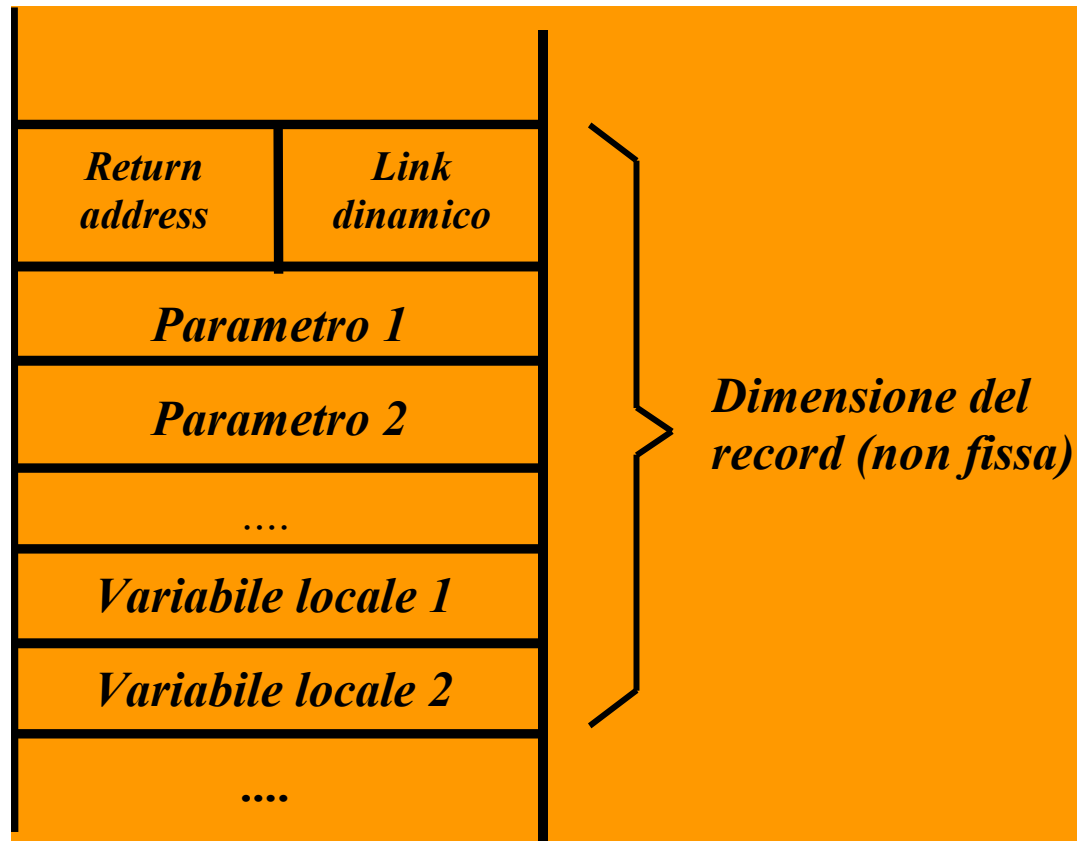 Return
address
Link
dinamico
Parametro 1
Parametro 2
....
Variabile locale 1
Variabile locale 2
....
Dimensione del
record (non fissa)